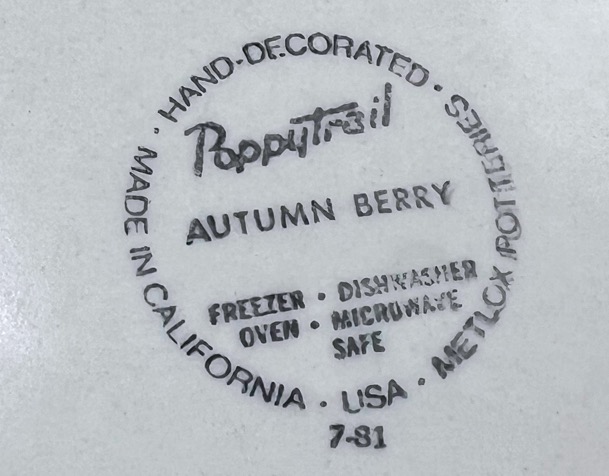 HAND-DECORATED · METLOX POTTERIES
Poppytrail
AUTUMN BERRY
FREEZER · DISHWASHER
OVEN · MICROWAVE
SAFE
· MADE IN CALIFORNIA · USA ·
7-81